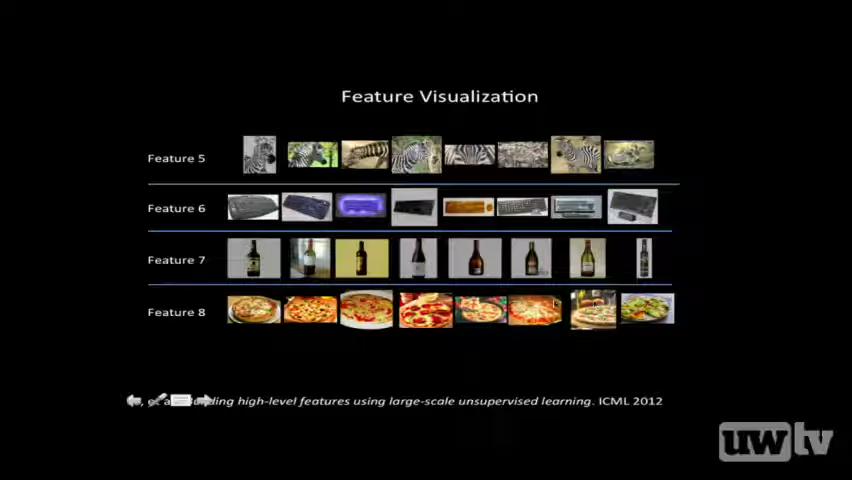 Feature Visualization
Feature 5
Feature 6
Feature 7
Feature 8
high-level features using large-scale unsupervised learning. ICML 2012
uwtv